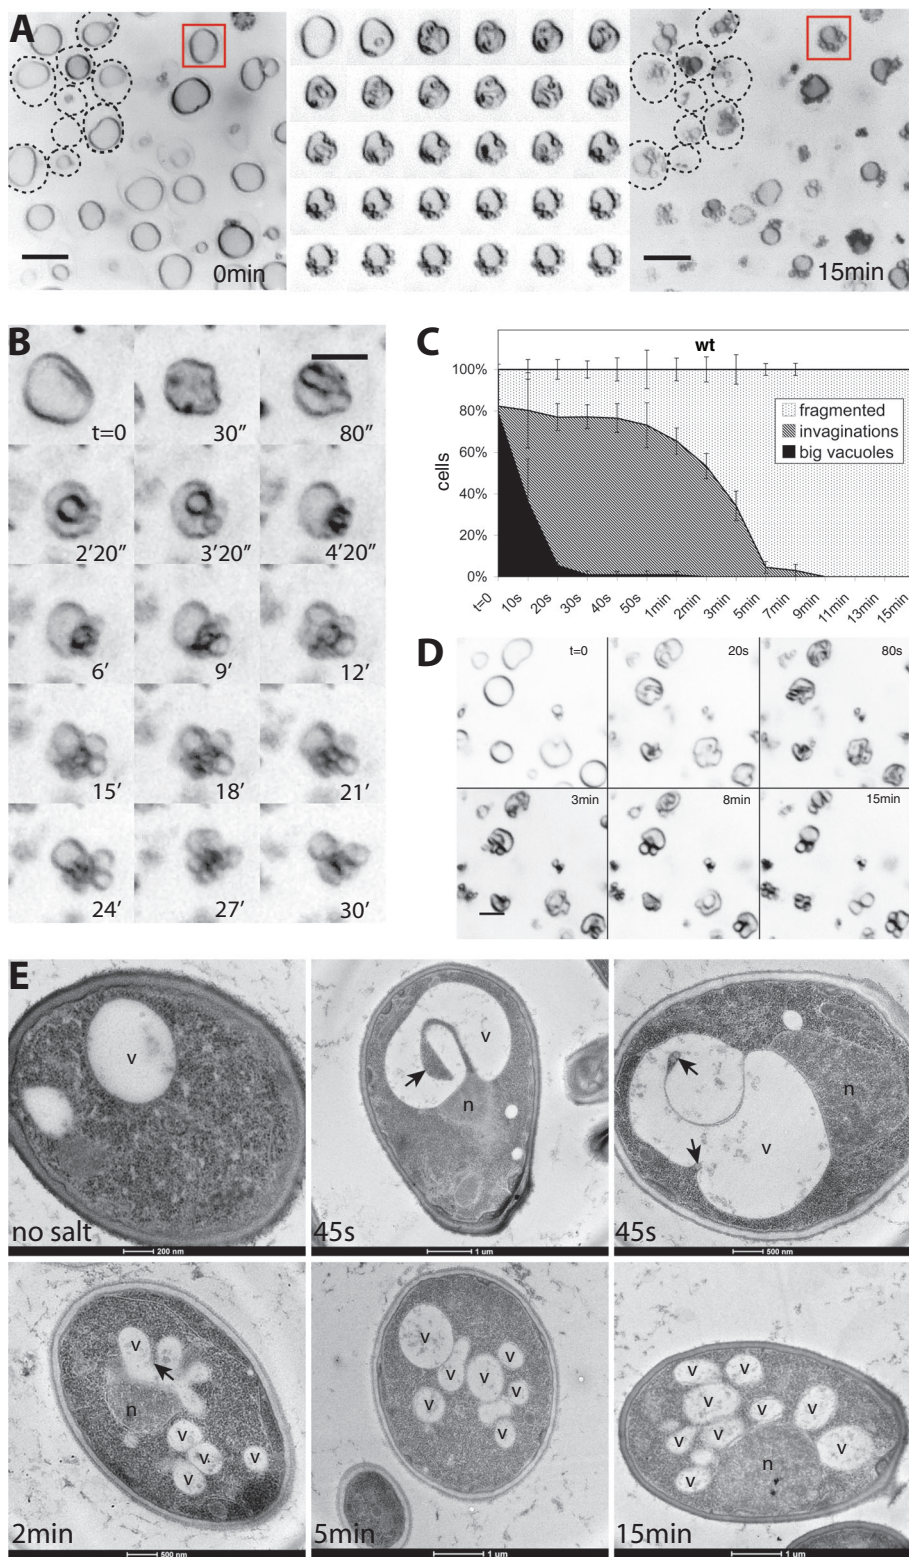 A
0min
15min
B
t=0
30”
80”
2’20”
3’20”
4’20”
6’
9’
12’
15’
18’
21’
24’
27’
30’
C
wt
100%
80%
60%
40%
20%
0%
cells
fragmented
invaginations
big vacuoles
t=0
10s
20s
30s
40s
50s
1min
2min
3min
5min
7min
9min
11min
13min
15min
D
t=0
20s
80s
3min
8min
15min
E
v
no salt
200 nm
v
n
45s
1 um
n
v
45s
500 nm
v
n
v
v
v
v
2min
500 nm
v
v
v
v
v
v
v
5min
1 um
v
v
v
v
v
v
v
v
v
n
15min
1 um